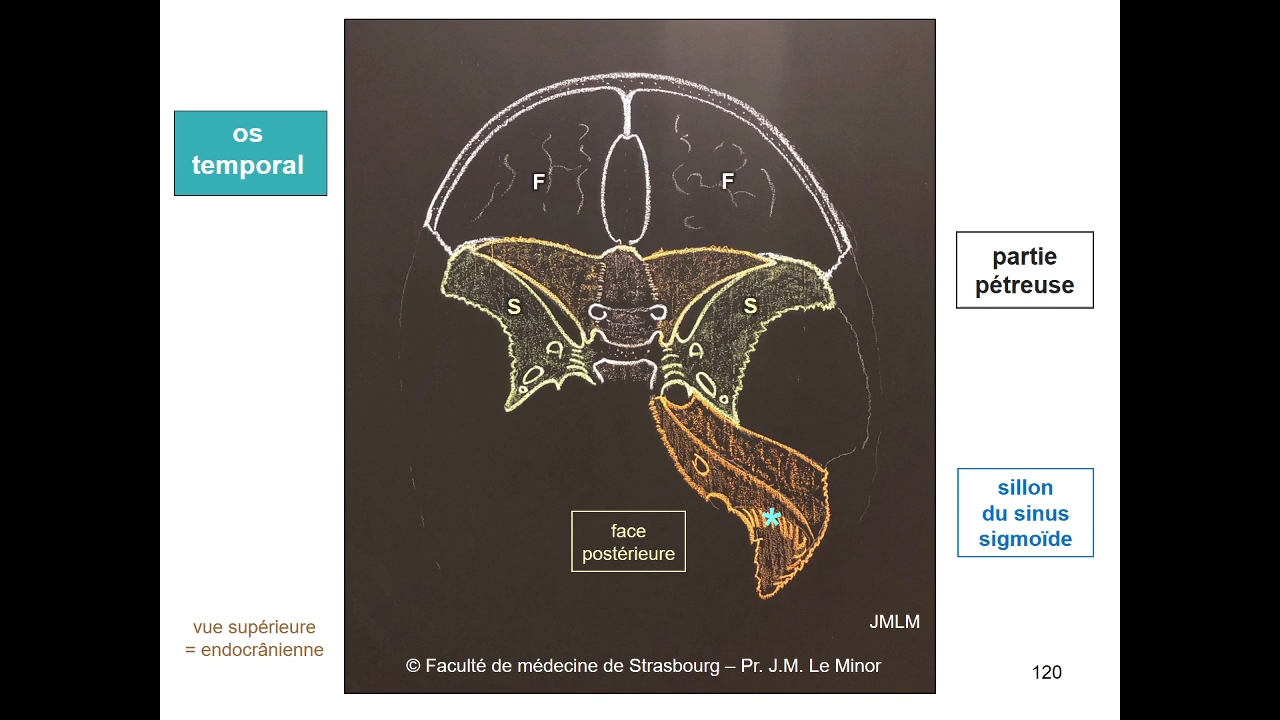 os
temporal
F
F
partie
pétreuse
S
S
sillon
du sinus
sigmoïde
*
face
postérieure
JMLM
vue supérieure
= endocrânienne
© Faculté de médecine de Strasbourg – Pr. J.M. Le Minor
120